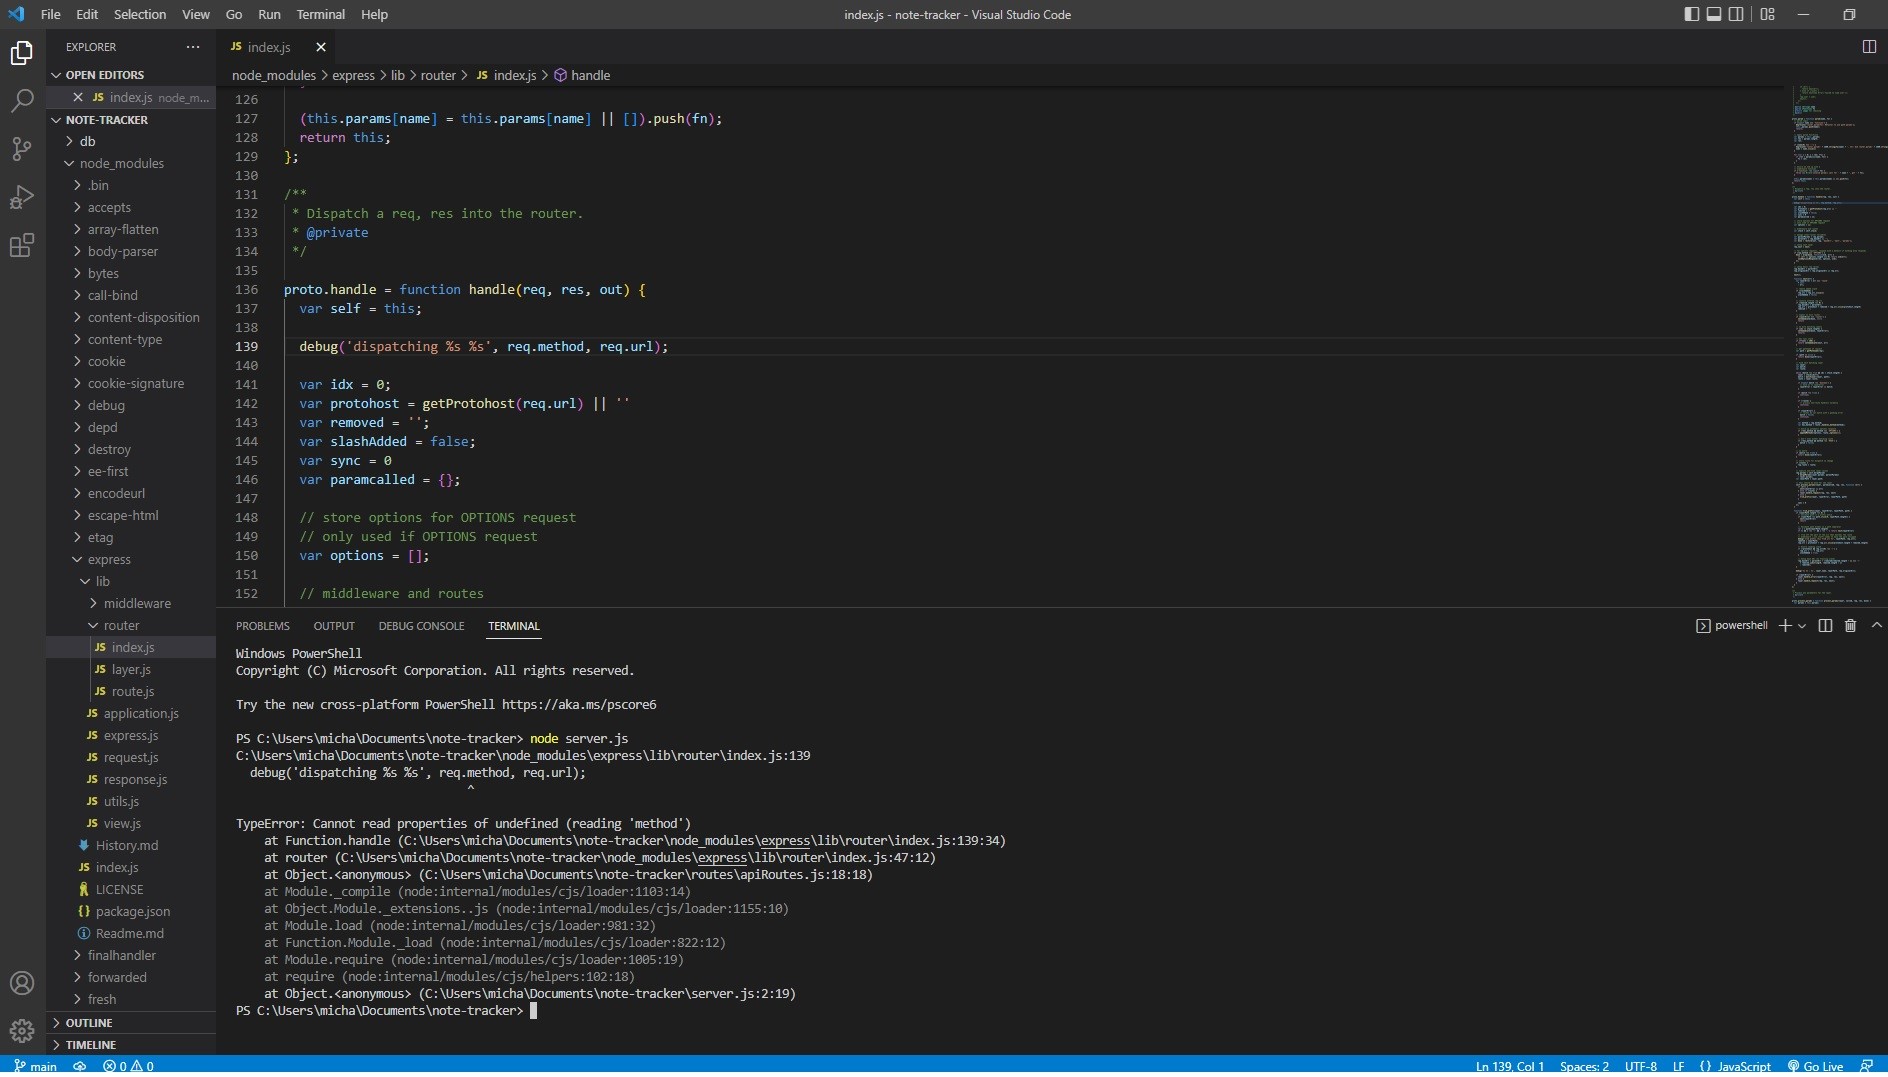 File Edit Selection View Go Run Terminal Help
index.js - note-tracker - Visual Studio Code
EXPLORER
OPEN EDITORS
JS index.js node_m...
NOTE-TRACKER
db
node_modules
.bin
accepts
array-flatten
body-parser
bytes
call-bind
content-disposition
content-type
cookie
cookie-signature
debug
depd
destroy
ee-first
encodeurl
escape-html
etag
express
lib
middleware
router
JS index.js
JS layer.js
JS route.js
JS application.js
JS express.js
JS request.js
JS response.js
JS utils.js
JS view.js
History.md
JS index.js
LICENSE
{} package.json
Readme.md
finalhandler
forwarded
fresh
OUTLINE
TIMELINE
JS index.js
node_modules > express > lib > router > JS index.js > handle
126
127 (this.params[name] = this.params[name] || []).push(fn);
128 return this;
129 };
130
131 /**
132 * Dispatch a req, res into the router.
133 * @private
134 */
135
136 proto.handle = function handle(req, res, out) {
137 var self = this;
138
139 debug('dispatching %s %s', req.method, req.url);
140
141 var idx = 0;
142 var protohost = getProtohost(req.url) || ''
143 var removed = '';
144 var slashAdded = false;
145 var sync = 0
146 var paramcalled = {};
147
148 // store options for OPTIONS request
149 // only used if OPTIONS request
150 var options = [];
151
152 // middleware and routes
PROBLEMS OUTPUT DEBUG CONSOLE TERMINAL
powershell
Windows PowerShell
Copyright (C) Microsoft Corporation. All rights reserved.
Try the new cross-platform PowerShell https://aka.ms/pscore6
PS C:\Users\micha\Documents\note-tracker> node server.js
C:\Users\micha\Documents\note-tracker\node_modules\express\lib\router\index.js:139
debug('dispatching %s %s', req.method, req.url);
^
TypeError: Cannot read properties of undefined (reading 'method')
at Function.handle (C:\Users\micha\Documents\note-tracker\node_modules\express\lib\router\index.js:139:34)
at router (C:\Users\micha\Documents\note-tracker\node_modules\express\lib\router\index.js:47:12)
at Object.<anonymous> (C:\Users\micha\Documents\note-tracker\routes\apiRoutes.js:18:18)
at Module._compile (node:internal/modules/cjs/loader:1103:14)
at Object.Module._extensions..js (node:internal/modules/cjs/loader:1155:10)
at Module.load (node:internal/modules/cjs/loader:981:32)
at Function.Module._load (node:internal/modules/cjs/loader:822:12)
at Module.require (node:internal/modules/cjs/loader:1005:19)
at require (node:internal/modules/cjs/helpers:102:18)
at Object.<anonymous> (C:\Users\micha\Documents\note-tracker\server.js:2:19)
PS C:\Users\micha\Documents\note-tracker>
main 0 0 Ln 139, Col 1 Spaces: 2 UTF-8 LF {} JavaScript Go Live